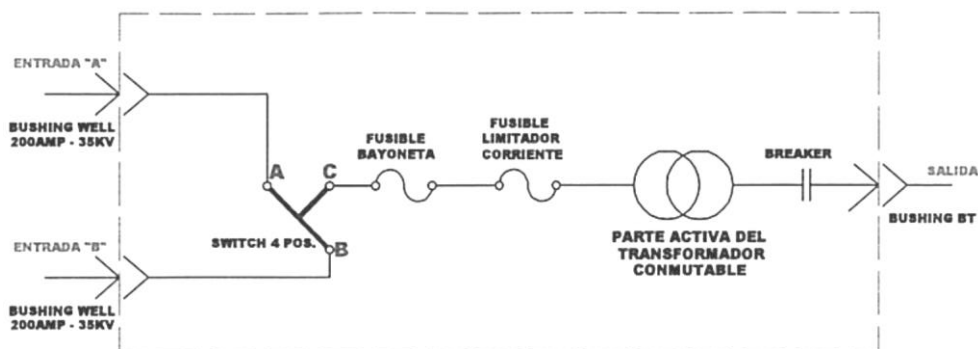 ENTRADA "A"
BUSHING WELL
200AMP - 35KV
FUSIBLE
BAYONETA
FUSIBLE
LIMITADOR
CORRIENTE
BREAKER
SALIDA
BUSHING BT
A
C
B
SWITCH 4 POS.
PARTE ACTIVA DEL
TRANSFORMADOR
CONMUTABLE
ENTRADA "B"
BUSHING WELL
200AMP - 35KV